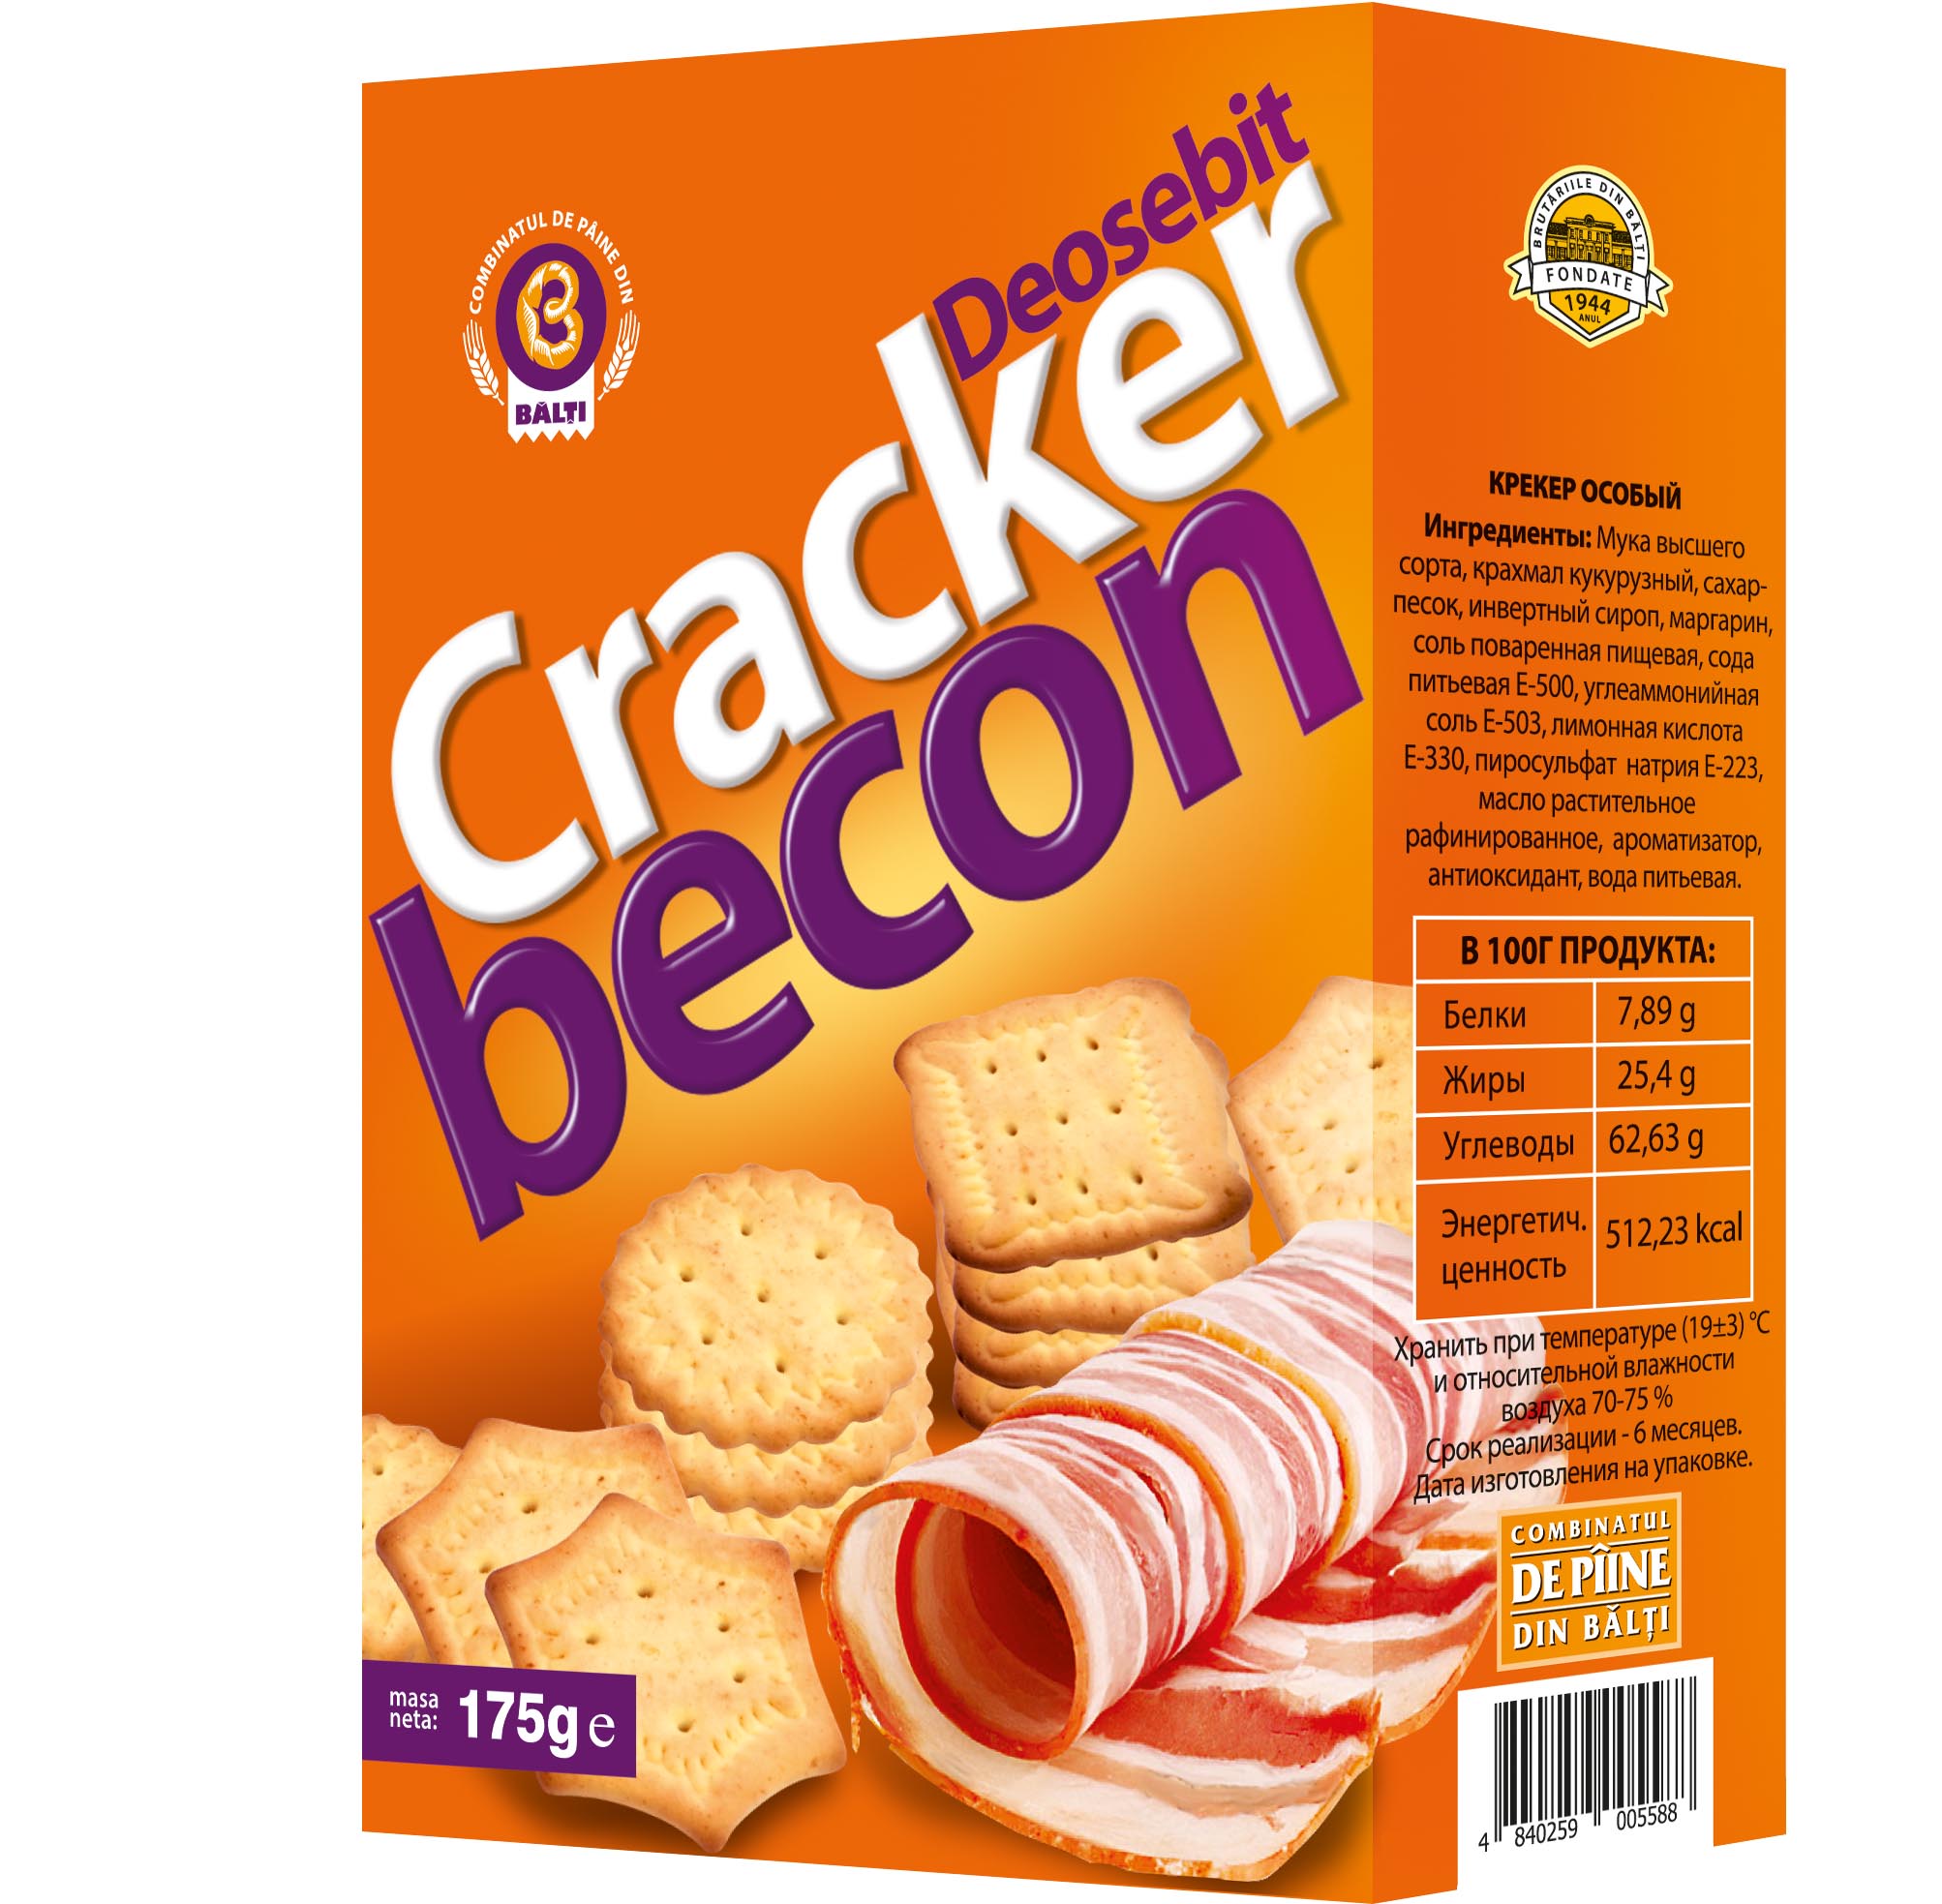 COMBINATUL DE PÂINE DIN
BĂLȚI
Deosebit
Cracker
becon
masa
neta: 175g e
BRUTĂRIILE DIN BĂLȚI
FONDATE
1944
ANUL
КРЕКЕР ОСОБЫЙ
Ингредиенты: Мука высшего
сорта, крахмал кукурузный, сахар-
песок, инвертный сироп, маргарин,
соль поваренная пищевая, сода
питьевая Е-500, углеаммонийная
соль Е-503, лимонная кислота
Е-330, пиросульфат натрия Е-223,
масло растительное
рафинированное, ароматизатор,
антиоксидант, вода питьевая.
В 100Г ПРОДУКТА:
Белки 7,89 g
Жиры 25,4 g
Углеводы 62,63 g
Энергетич.
ценность 512,23 kcal
Хранить при температуре (19±3) °С
и относительной влажности
воздуха 70-75 %
Срок реализации - 6 месяцев.
Дата изготовления на упаковке.
COMBINATUL
DE PÎINE
DIN BĂLȚI
4 840259 005588